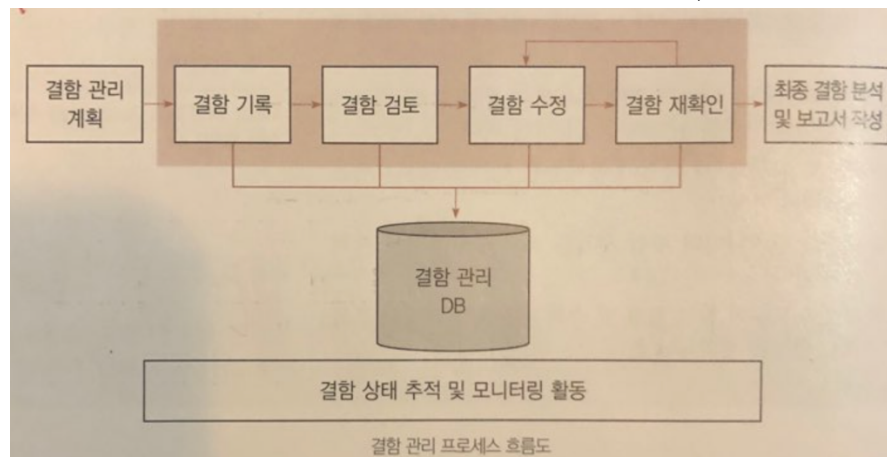 결함 관리
계획
결함 기록
결함 검토
결함 수정
결함 재확인
최종 결함 분석
및 보고서 작성
결함 관리
DB
결함 상태 추적 및 모니터링 활동
결함 관리 프로세스 흐름도